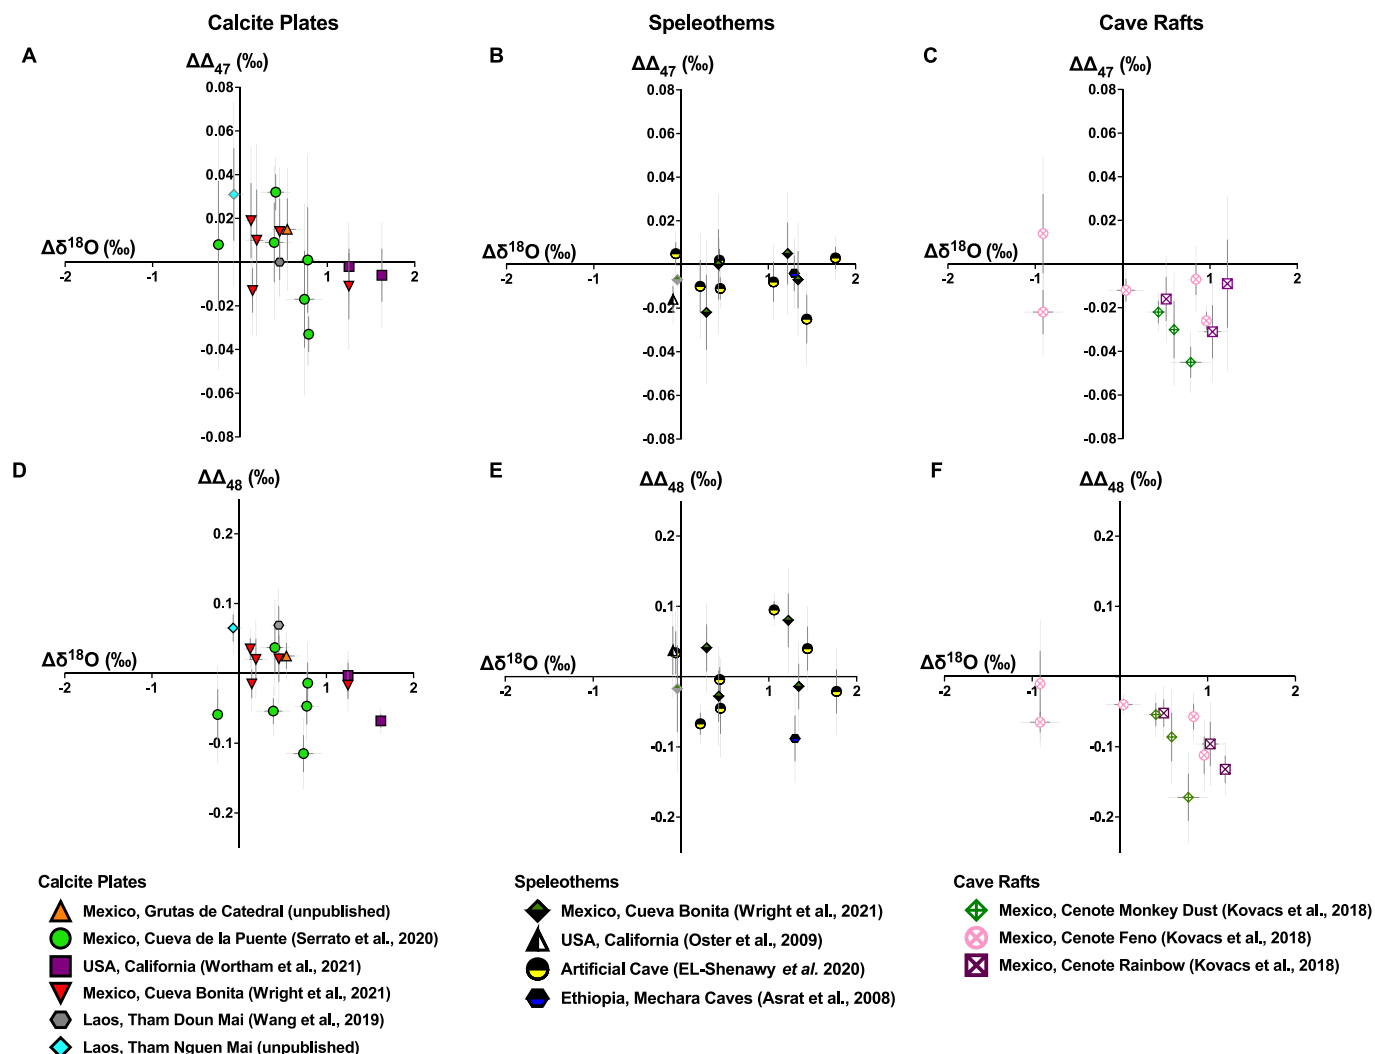 Calcite Plates
Speleothems
Cave Rafts
A
ΔΔ47 (‰)
0.08
0.06
0.04
0.02
Δδ18O (‰)
-2
-1
1
2
-0.02
-0.04
-0.06
-0.08
B
ΔΔ47 (‰)
0.08
0.06
0.04
0.02
Δδ18O (‰)
-2
-1
1
2
-0.02
-0.04
-0.06
-0.08
C
ΔΔ47 (‰)
0.08
0.06
0.04
0.02
Δδ18O (‰)
-2
-1
1
2
-0.02
-0.04
-0.06
-0.08
D
ΔΔ48 (‰)
0.2
0.1
Δδ18O (‰)
-2
-1
1
2
-0.1
-0.2
E
ΔΔ48 (‰)
0.2
0.1
Δδ18O (‰)
-2
-1
1
2
-0.1
-0.2
F
ΔΔ48 (‰)
0.2
0.1
Δδ18O (‰)
-2
-1
1
2
-0.1
-0.2
Calcite Plates
Mexico, Grutas de Catedral (unpublished)
Mexico, Cueva de la Puente (Serrato et al., 2020)
USA, California (Wortham et al., 2021)
Mexico, Cueva Bonita (Wright et al., 2021)
Laos, Tham Doun Mai (Wang et al., 2019)
Laos, Tham Nguen Mai (unpublished)
Speleothems
Mexico, Cueva Bonita (Wright et al., 2021)
USA, California (Oster et al., 2009)
Artificial Cave (EL-Shenawy et al. 2020)
Ethiopia, Mechara Caves (Asrat et al., 2008)
Cave Rafts
Mexico, Cenote Monkey Dust (Kovacs et al., 2018)
Mexico, Cenote Feno (Kovacs et al., 2018)
Mexico, Cenote Rainbow (Kovacs et al., 2018)